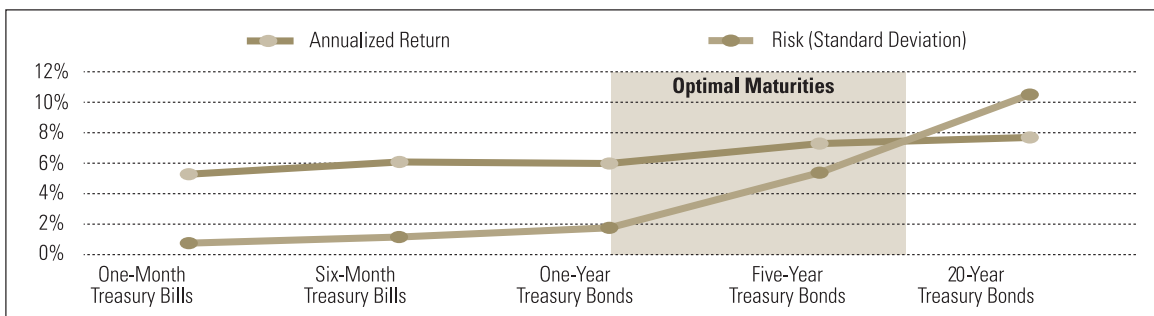 Annualized Return
Risk (Standard Deviation)
12%
Optimal Maturities
10%
8%
6%
4%
2%
0%
One-Month
Treasury Bills
Six-Month
Treasury Bills
One-Year
Treasury Bonds
Five-Year
Treasury Bonds
20-Year
Treasury Bonds